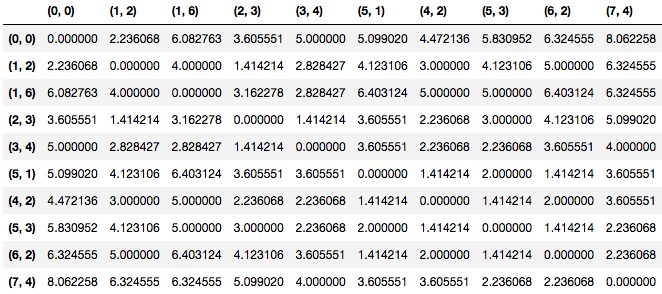 (0, 0) (1, 2) (1, 6) (2, 3) (3, 4) (5, 1) (4, 2) (5, 3) (6, 2) (7, 4)
(0, 0) 0.000000 2.236068 6.082763 3.605551 5.000000 5.099020 4.472136 5.830952 6.324555 8.062258
(1, 2) 2.236068 0.000000 4.000000 1.414214 2.828427 4.123106 3.000000 4.123106 5.000000 6.324555
(1, 6) 6.082763 4.000000 0.000000 3.162278 2.828427 6.403124 5.000000 5.000000 6.403124 6.324555
(2, 3) 3.605551 1.414214 3.162278 0.000000 1.414214 3.605551 2.236068 3.000000 4.123106 5.099020
(3, 4) 5.000000 2.828427 2.828427 1.414214 0.000000 3.605551 2.236068 2.236068 3.605551 4.000000
(5, 1) 5.099020 4.123106 6.403124 3.605551 3.605551 0.000000 1.414214 2.000000 1.414214 3.605551
(4, 2) 4.472136 3.000000 5.000000 2.236068 2.236068 1.414214 0.000000 1.414214 2.000000 3.605551
(5, 3) 5.830952 4.123106 5.000000 3.000000 2.236068 2.000000 1.414214 0.000000 1.414214 2.236068
(6, 2) 6.324555 5.000000 6.403124 4.123106 3.605551 1.414214 2.000000 1.414214 0.000000 2.236068
(7, 4) 8.062258 6.324555 6.324555 5.099020 4.000000 3.605551 3.605551 2.236068 2.236068 0.000000